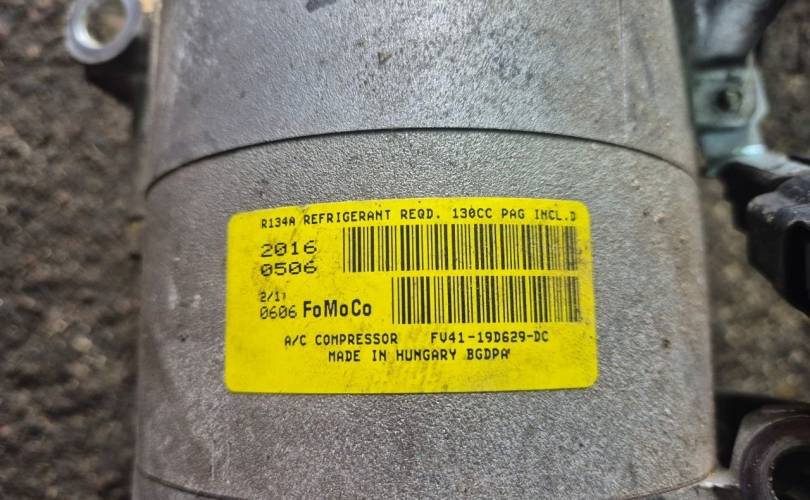 R134A REFRIGERANT REQD. 130CC PAG INCL.D
2016
0506
2/1
0606 FoMoCo
A/C COMPRESSOR FV41-19D629-DC
MADE IN HUNGARY BGDPA